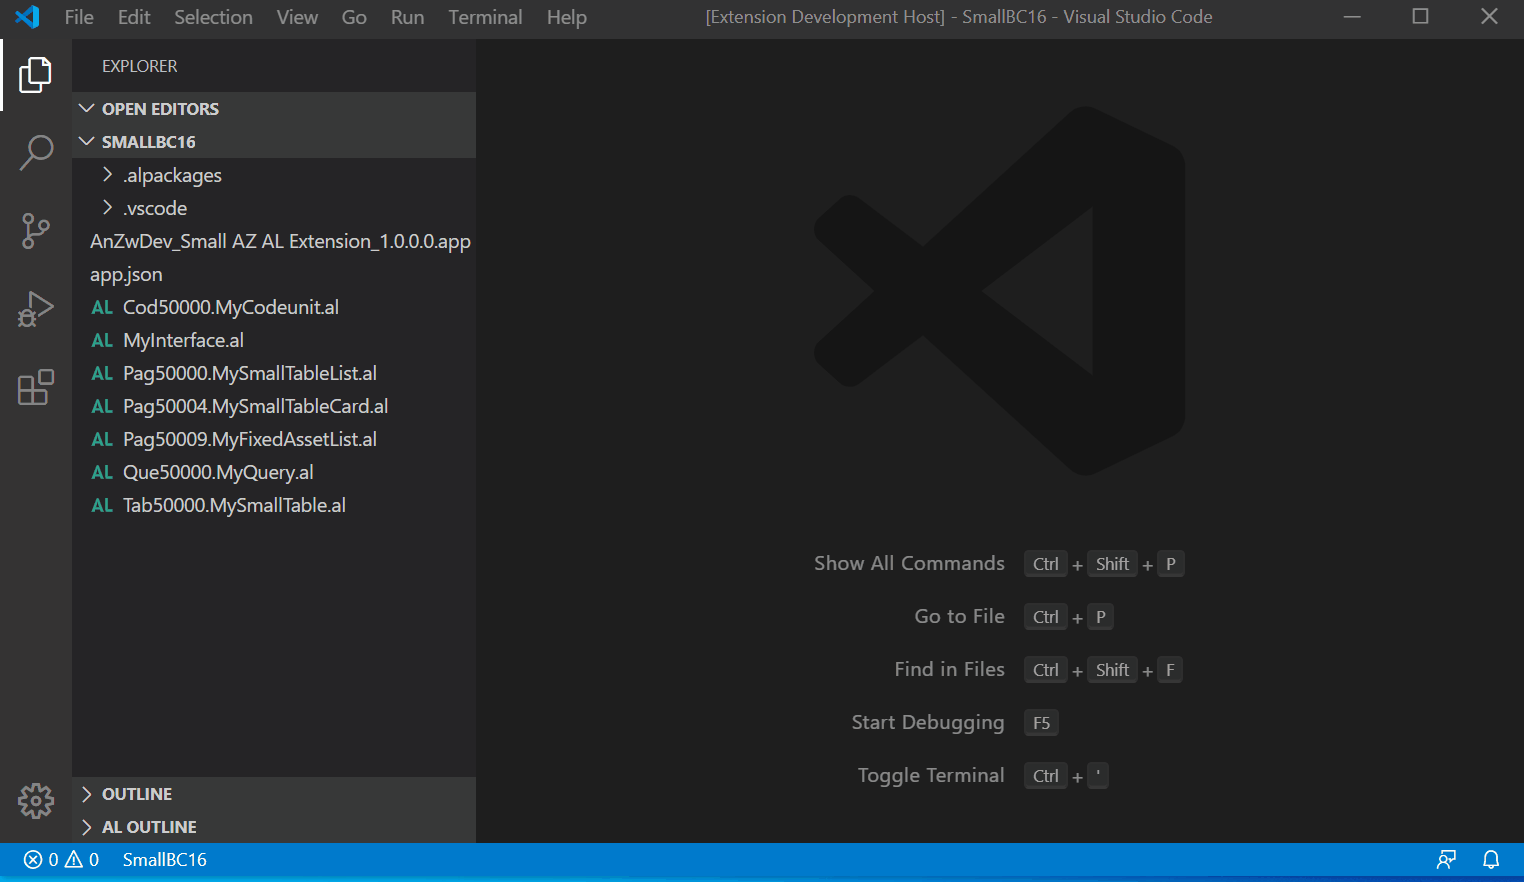 File Edit Selection View Go Run Terminal Help [Extension Development Host] - SmallBC16 - Visual Studio Code
EXPLORER
OPEN EDITORS
SMALLBC16
.alpackages
.vscode
AnZwDev_Small AZ AL Extension_1.0.0.0.app
app.json
AL Cod50000.MyCodeunit.al
AL MyInterface.al
AL Pag50000.MySmallTableList.al
AL Pag50004.MySmallTableCard.al
AL Pag50009.MyFixedAssetList.al
AL Que50000.MyQuery.al
AL Tab50000.MySmallTable.al
OUTLINE
AL OUTLINE
Show All Commands Ctrl + Shift + P
Go to File Ctrl + P
Find in Files Ctrl + Shift + F
Start Debugging F5
Toggle Terminal Ctrl + '
0 0 SmallBC16